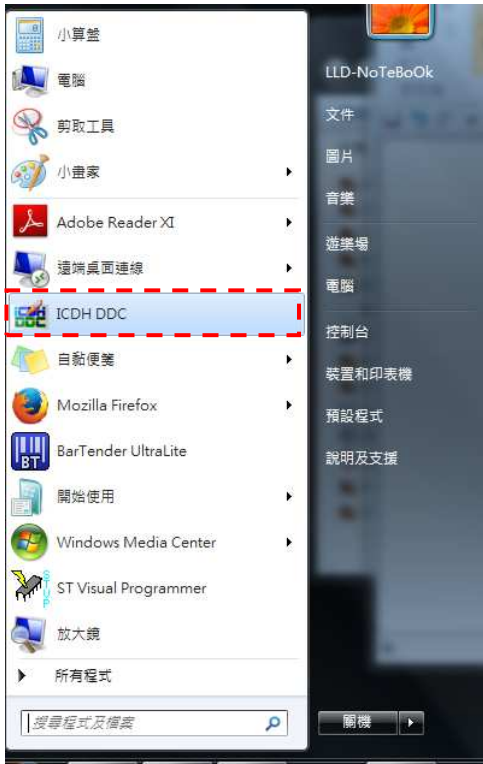 小算盤
電腦
剪取工具
小畫家
Adobe Reader XI
遠端桌面連線
ICDH DDC
自黏便箋
Mozilla Firefox
BarTender UltraLite
開始使用
Windows Media Center
ST Visual Programmer
放大鏡
所有程式
搜尋程式及檔案
LLD-NoTeBoOk
文件
圖片
音樂
遊樂場
電腦
控制台
裝置和印表機
預設程式
說明及支援
關機